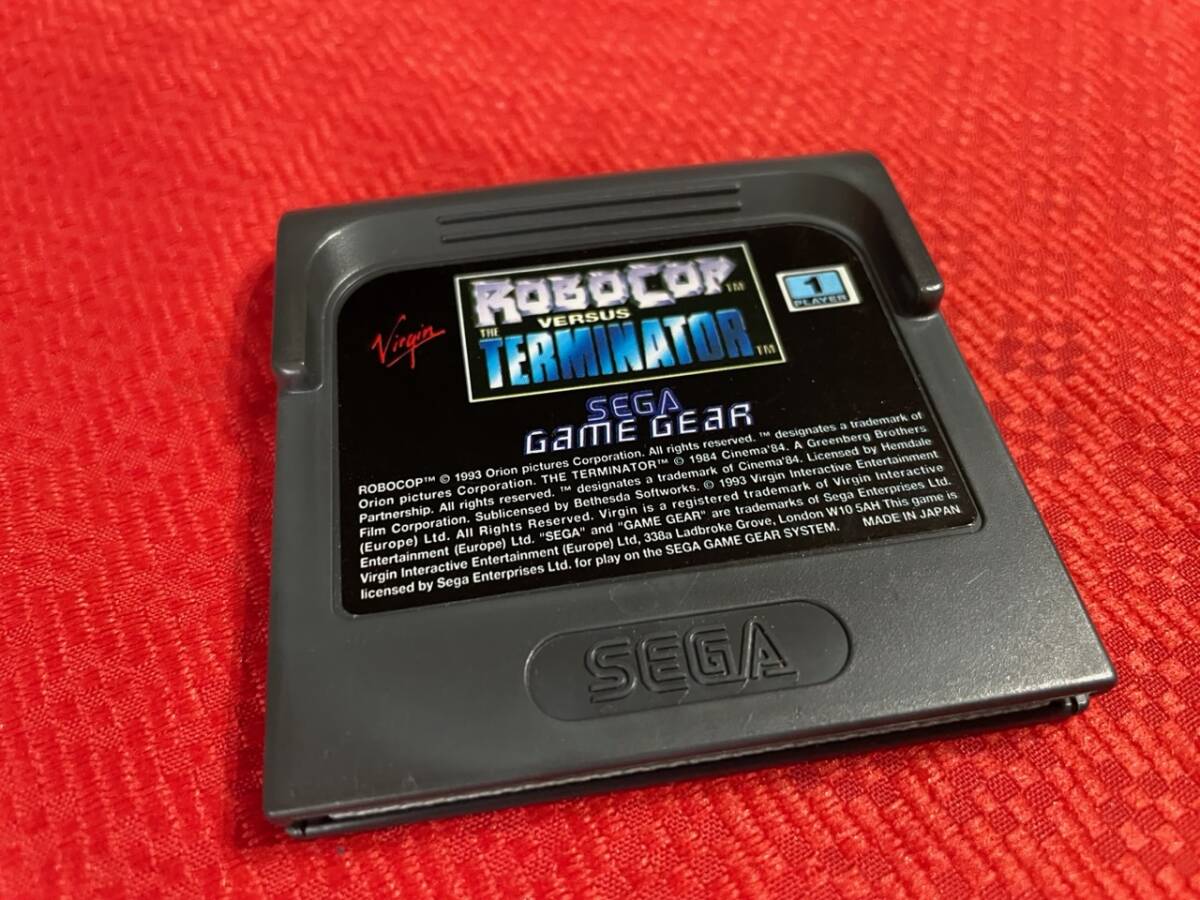 ROBOCOP™
THE VERSUS
TERMINATOR™
Virgin
1
PLAYER
SEGA
GAME GEAR
ROBOCOP™ © 1993 Orion pictures Corporation. All rights reserved. ™ designates a trademark of
Orion pictures Corporation. THE TERMINATOR™ © 1984 Cinema'84. A Greenberg Brothers
Partnership. All rights reserved. ™ designates a trademark of Cinema'84. Licensed by Hemdale
Film Corporation. Sublicensed by Bethesda Softworks. © 1993 Virgin Interactive Entertainment
(Europe) Ltd. All Rights Reserved. Virgin is a registered trademark of Virgin Interactive
Entertainment (Europe) Ltd. "SEGA" and "GAME GEAR" are trademarks of Sega Enterprises Ltd.
Virgin Interactive Entertainment (Europe) Ltd, 338a Ladbroke Grove, London W10 5AH This game is
licensed by Sega Enterprises Ltd. for play on the SEGA GAME GEAR SYSTEM. MADE IN JAPAN
SEGA